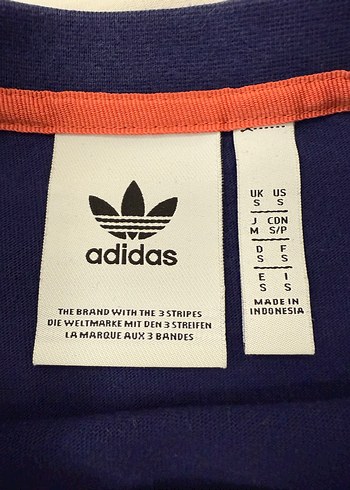 adidas
THE BRAND WITH THE 3 STRIPES
DIE WELTMARKE MIT DEN 3 STREIFEN
LA MARQUE AUX 3 BANDES
UK US
S S
J CDN
M S/P
D F
S S
E I
S S
MADE IN
INDONESIA